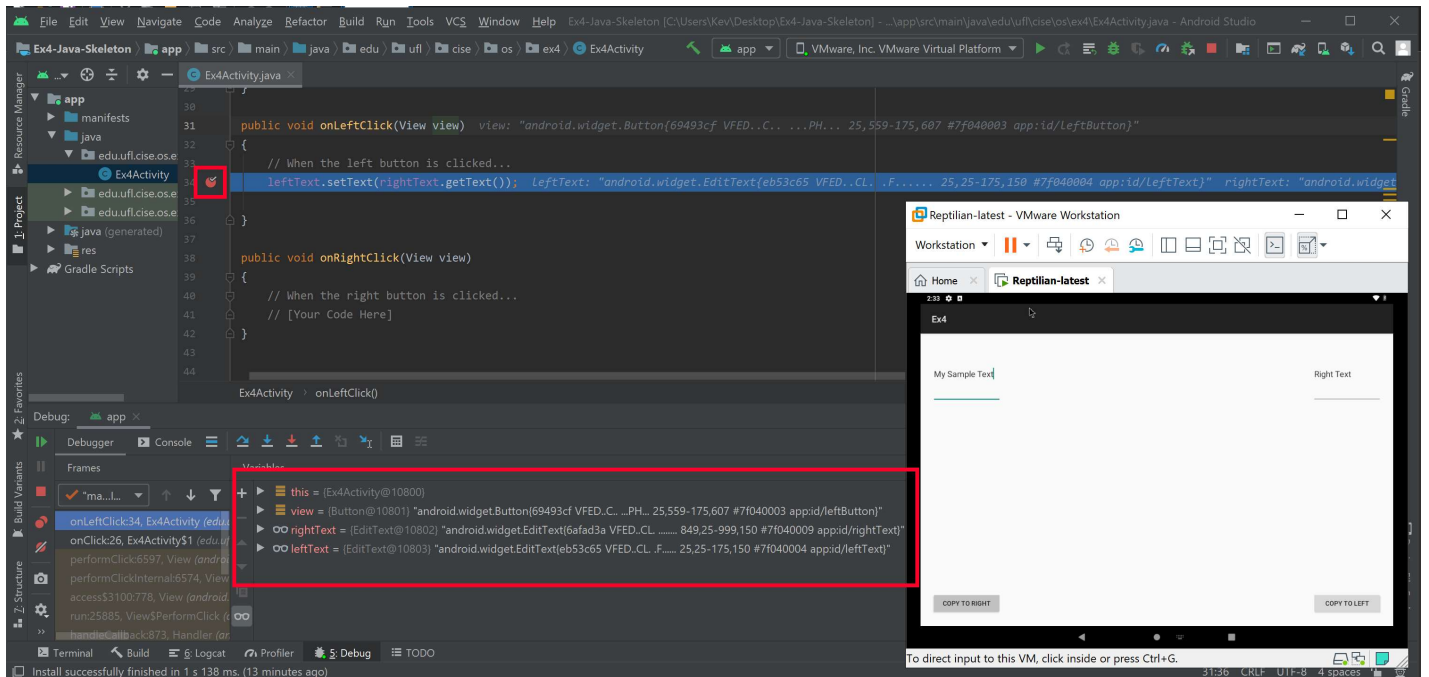 File Edit View Navigate Code Analyze Refactor Build Run Tools VCS Window Help Ex4-Java-Skeleton [C:\Users\Kev\Desktop\Ex4-Java-Skeleton] - ...\app\src\main\java\edu\ufl\cise\os\ex4\Ex4Activity.java - Android Studio
Ex4-Java-Skeleton app src main java edu ufl cise os ex4 Ex4Activity app VMware, Inc. VMware Virtual Platform
... Ex4Activity.java
Resource Manager
1: Project
2: Favorites
Build Variants
7: Structure
Gradle
app
manifests
java
edu.ufl.cise.os.e
Ex4Activity
edu.ufl.cise.os.e
edu.ufl.cise.os.e
java (generated)
res
Gradle Scripts
29 }
30
31 public void onLeftClick(View view) view: "android.widget.Button{69493cf VFED..C.. ...PH... 25,559-175,607 #7f040003 app:id/leftButton}"
32 {
33 // When the left button is clicked...
34 leftText.setText(rightText.getText()); leftText: "android.widget.EditText{eb53c65 VFED..CL. .F...... 25,25-175,150 #7f040004 app:id/leftText}" rightText: "android.widget
35
36 }
37
38 public void onRightClick(View view)
39 {
40 // When the right button is clicked...
41 // [Your Code Here]
42 }
43
44
Ex4Activity › onLeftClick()
Debug: app
Debugger Console
Frames
Variables
"ma...l...
onLeftClick:34, Ex4Activity (edu.u
onClick:26, Ex4Activity$1 (edu.uf
performClick:6597, View (androi
performClickInternal:6574, View
access$3100:778, View (android.
run:25885, View$PerformClick (
handleCallback:873, Handler (ar
this = {Ex4Activity@10800}
view = {Button@10801} "android.widget.Button{69493cf VFED..C.. ...PH... 25,559-175,607 #7f040003 app:id/leftButton}"
rightText = {EditText@10802} "android.widget.EditText{6afad3a VFED..CL. ........ 849,25-999,150 #7f040009 app:id/rightText}"
leftText = {EditText@10803} "android.widget.EditText{eb53c65 VFED..CL. .F...... 25,25-175,150 #7f040004 app:id/leftText}"
Terminal Build 6: Logcat Profiler 5: Debug TODO
Install successfully finished in 1 s 138 ms. (13 minutes ago)
31:36 CRLF UTF-8 4 spaces
Reptilian-latest - VMware Workstation
Workstation
Home Reptilian-latest
2:33
Ex4
My Sample Text
Right Text
COPY TO RIGHT
COPY TO LEFT
To direct input to this VM, click inside or press Ctrl+G.